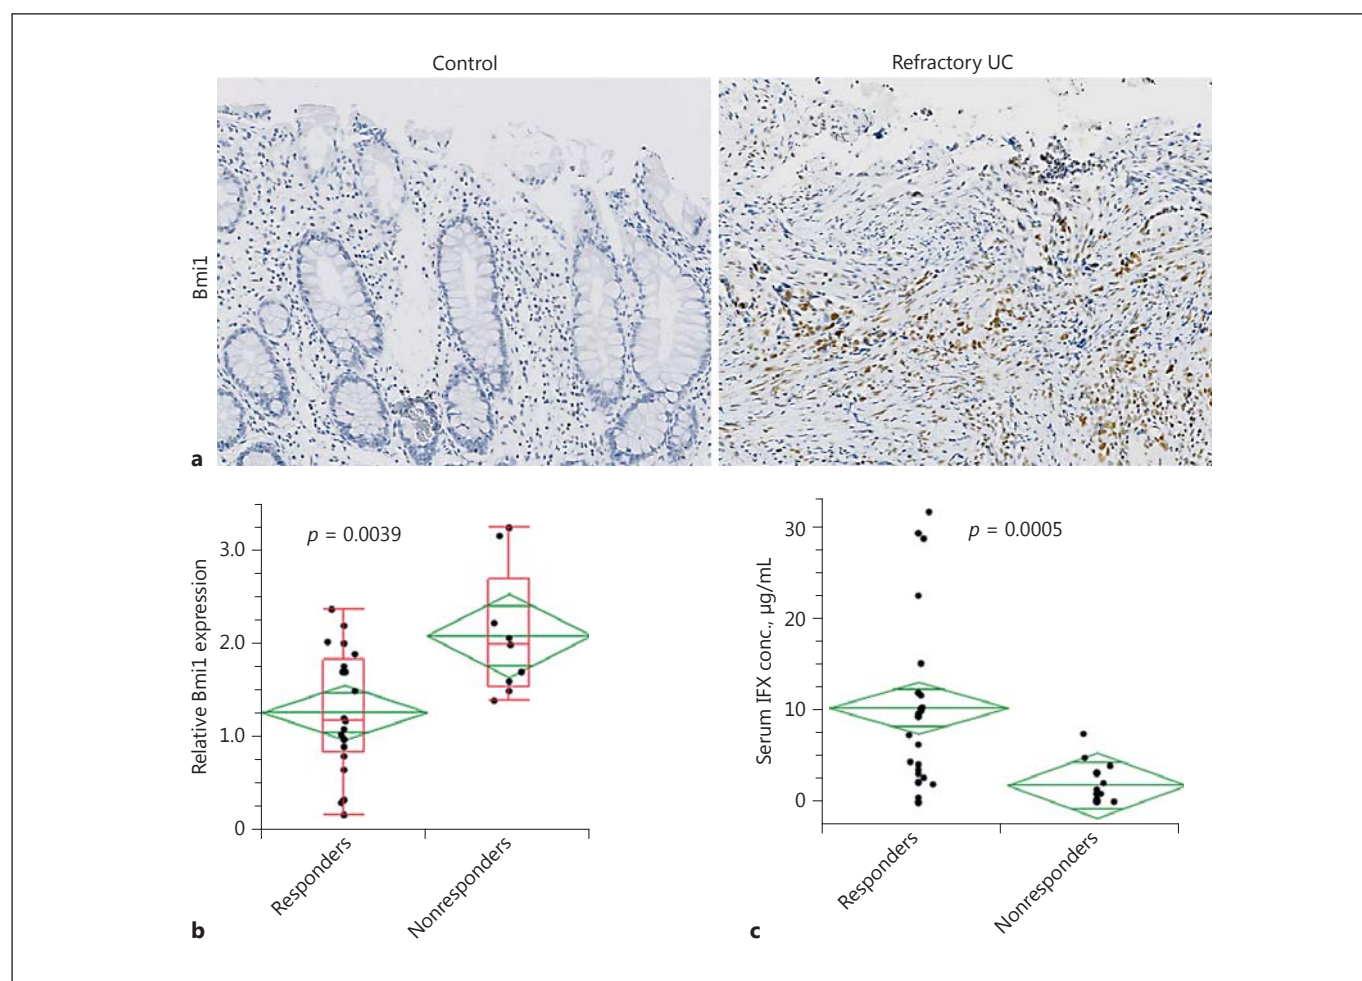 Control
Refractory UC
Bmi1
a
Relative Bmi1 expression
p = 0.0039
3.0
2.0
1.0
0
Responders
Nonresponders
b
Serum IFX conc., μg/mL
p = 0.0005
30
20
10
0
Responders
Nonresponders
c